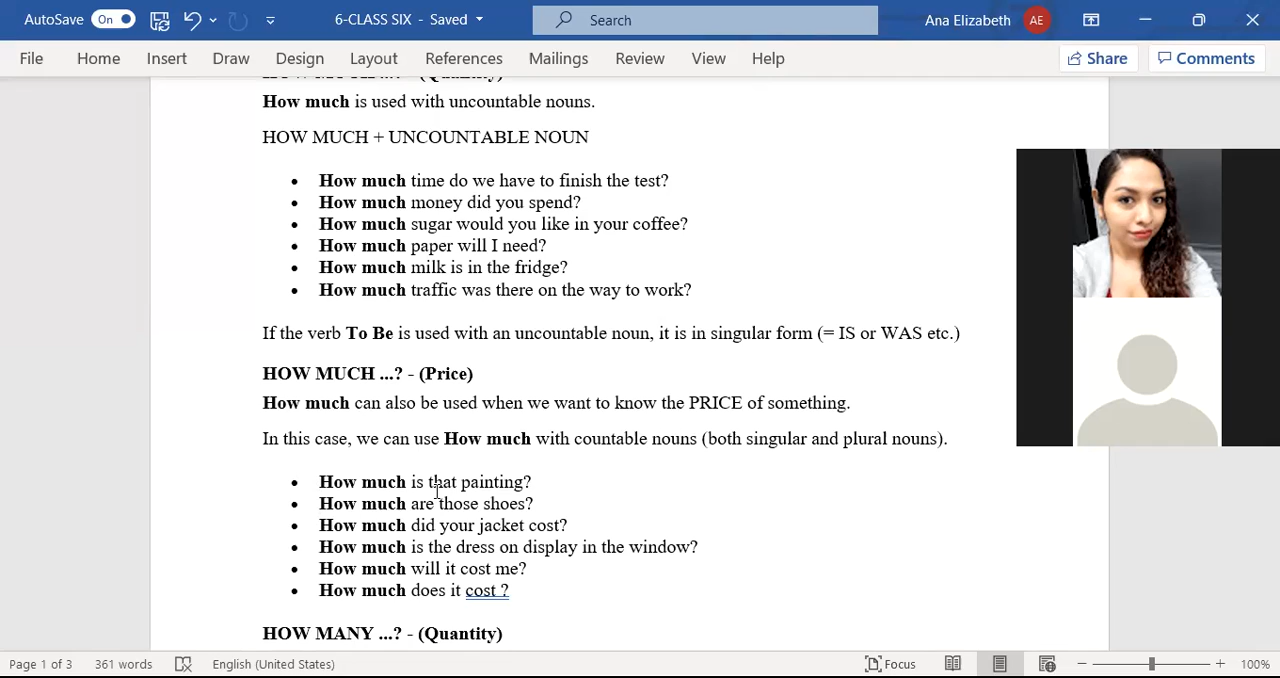 AutoSave On 6-CLASS SIX - Saved Search Ana Elizabeth AE
File Home Insert Draw Design Layout References Mailings Review View Help Share Comments
HOW MUCH ...? - (Quantity)
How much is used with uncountable nouns.
HOW MUCH + UNCOUNTABLE NOUN
• How much time do we have to finish the test?
• How much money did you spend?
• How much sugar would you like in your coffee?
• How much paper will I need?
• How much milk is in the fridge?
• How much traffic was there on the way to work?
If the verb To Be is used with an uncountable noun, it is in singular form (= IS or WAS etc.)
HOW MUCH ...? - (Price)
How much can also be used when we want to know the PRICE of something.
In this case, we can use How much with countable nouns (both singular and plural nouns).
• How much is that painting?
• How much are those shoes?
• How much did your jacket cost?
• How much is the dress on display in the window?
• How much will it cost me?
• How much does it cost ?
HOW MANY ...? - (Quantity)
Page 1 of 3 361 words English (United States) Focus 100%